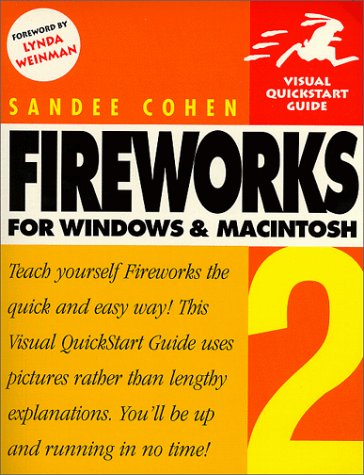 FOREWORD BY
LYNDA
WEINMAN
VISUAL
QUICKSTART
GUIDE
SANDEE COHEN
FIREWORKS
FOR WINDOWS & MACINTOSH
2
Teach yourself Fireworks the
quick and easy way! This
Visual QuickStart Guide uses
pictures rather than lengthy
explanations. You'll be up
and running in no time!